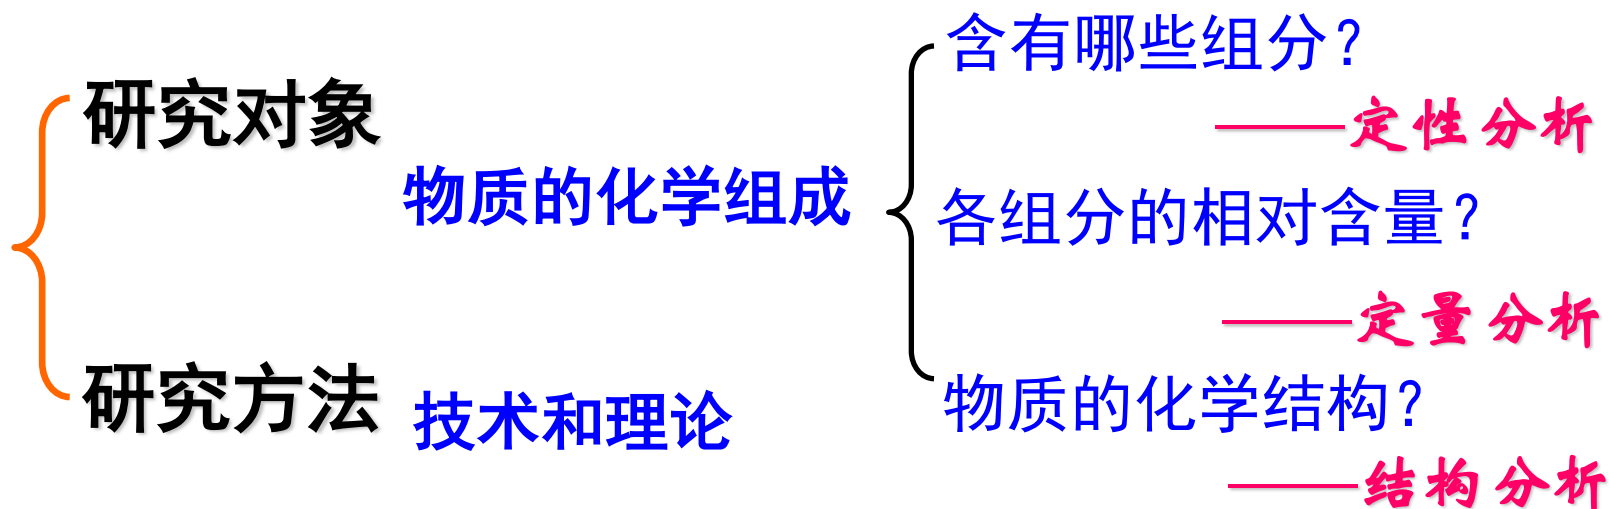 研究对象
物质的化学组成
含有哪些组分?
——定性分析
各组分的相对含量?
——定量分析
物质的化学结构?
——结构分析
研究方法
技术和理论